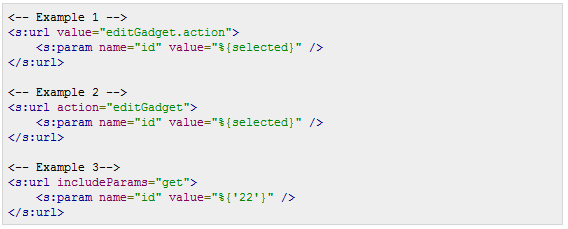 <-- Example 1 -->
<s:url value="editGadget.action">
    <s:param name="id" value="%{selected}" />
</s:url>

<-- Example 2 -->
<s:url action="editGadget">
    <s:param name="id" value="%{selected}" />
</s:url>

<-- Example 3-->
<s:url includeParams="get">
    <s:param name="id" value="%{'22'}" />
</s:url>